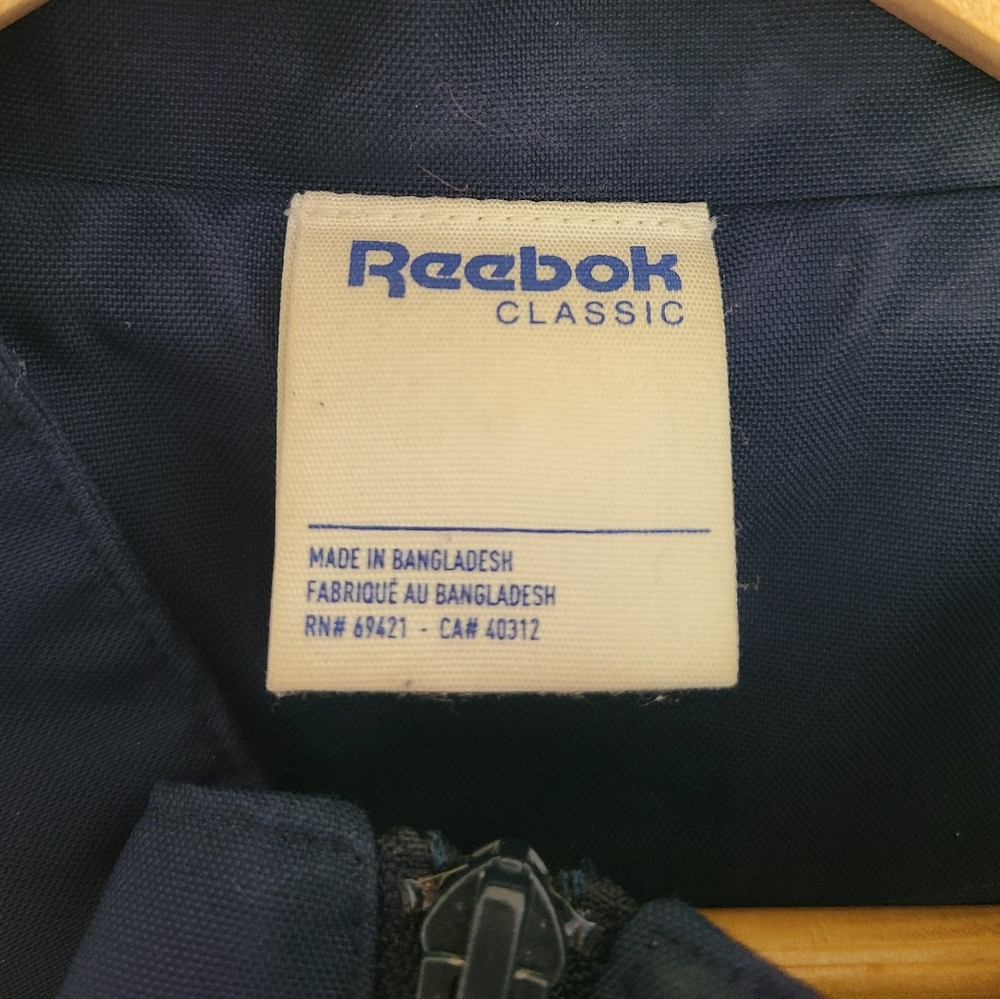 Reebok
CLASSIC
MADE IN BANGLADESH
FABRIQUÉ AU BANGLADESH
RN# 69421 - CA# 40312